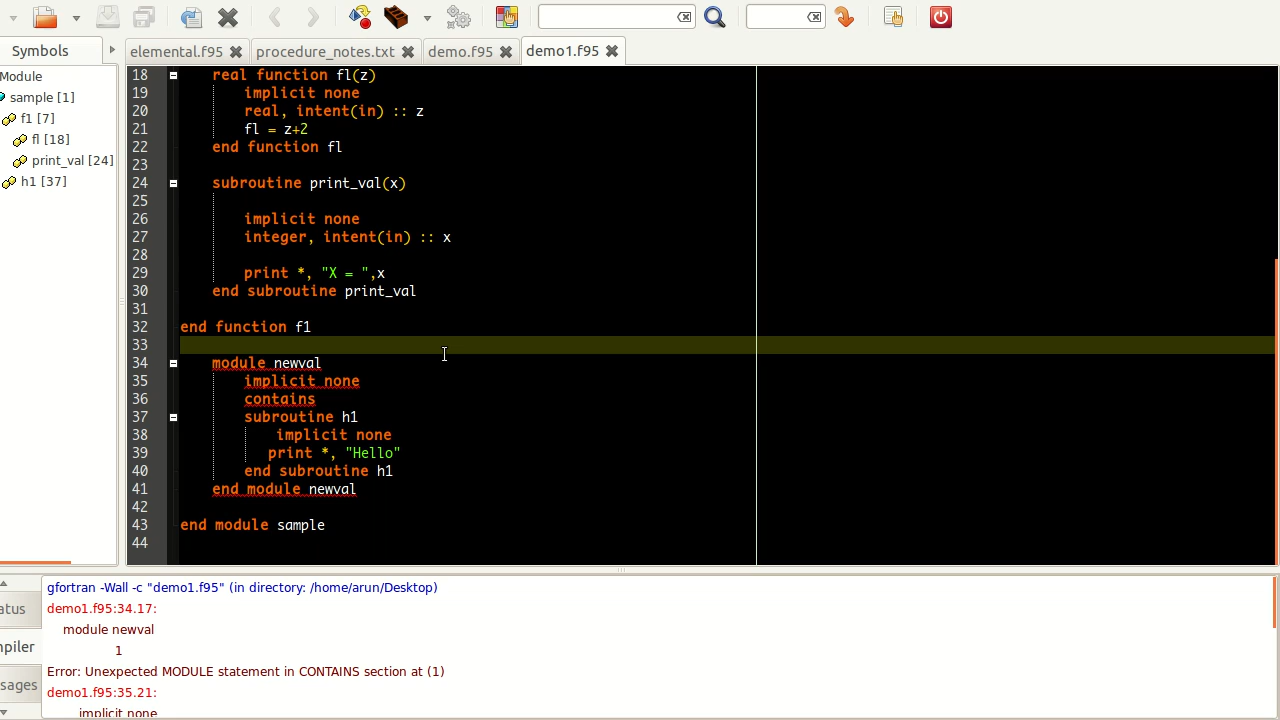 Symbols
elemental.f95 procedure_notes.txt demo.f95 demo1.f95
Module
sample [1]
f1 [7]
fl [18]
print_val [24]
h1 [37]
18 real function fl(z)
19 implicit none
20 real, intent(in) :: z
21 fl = z+2
22 end function fl
23
24 subroutine print_val(x)
25
26 implicit none
27 integer, intent(in) :: x
28
29 print *, "X = ",x
30 end subroutine print_val
31
32 end function f1
33
34 module newval
35 implicit none
36 contains
37 subroutine h1
38 implicit none
39 print *, "Hello"
40 end subroutine h1
41 end module newval
42
43 end module sample
44
atus
mpiler
sages
gfortran -Wall -c "demo1.f95" (in directory: /home/arun/Desktop)
demo1.f95:34.17:
module newval
1
Error: Unexpected MODULE statement in CONTAINS section at (1)
demo1.f95:35.21:
implicit none